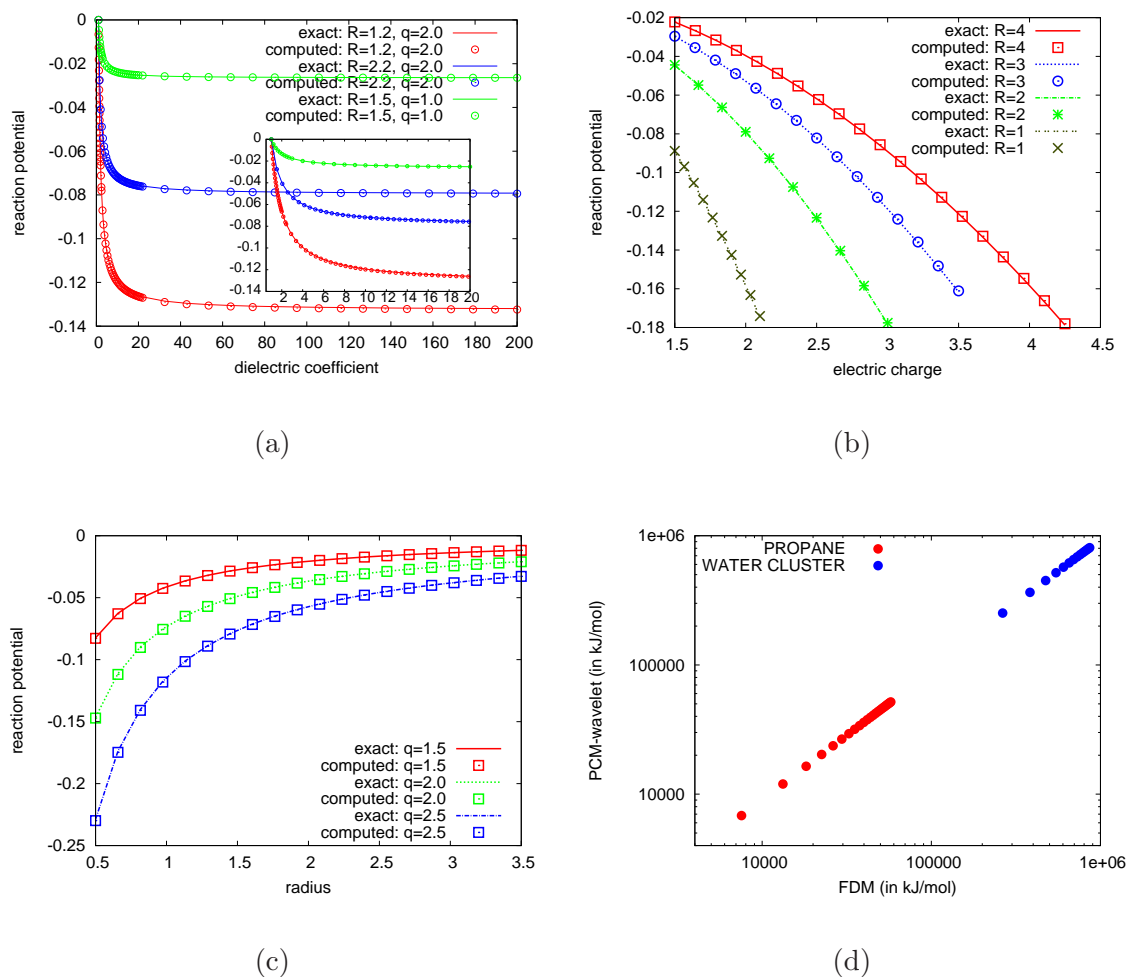 reaction potential
0
-0.02
-0.04
-0.06
-0.08
-0.1
-0.12
-0.14
exact: R=1.2, q=2.0
computed: R=1.2, q=2.0
exact: R=2.2, q=2.0
computed: R=2.2, q=2.0
exact: R=1.5, q=1.0
computed: R=1.5, q=1.0
0
-0.02
-0.04
-0.06
-0.08
-0.1
-0.12
-0.14
2 4 6 8 10 12 14 16 18 20
0 20 40 60 80 100 120 140 160 180 200
dielectric coefficient
(a)
reaction potential
-0.02
-0.04
-0.06
-0.08
-0.1
-0.12
-0.14
-0.16
-0.18
exact: R=4
computed: R=4
exact: R=3
computed: R=3
exact: R=2
computed: R=2
exact: R=1
computed: R=1
1.5 2 2.5 3 3.5 4 4.5
electric charge
(b)
reaction potential
0
-0.05
-0.1
-0.15
-0.2
-0.25
exact: q=1.5
computed: q=1.5
exact: q=2.0
computed: q=2.0
exact: q=2.5
computed: q=2.5
0.5 1 1.5 2 2.5 3 3.5
radius
(c)
PCM-wavelet (in kJ/mol)
1e+06
100000
10000
PROPANE
WATER CLUSTER
10000 100000 1e+06
FDM (in kJ/mol)
(d)